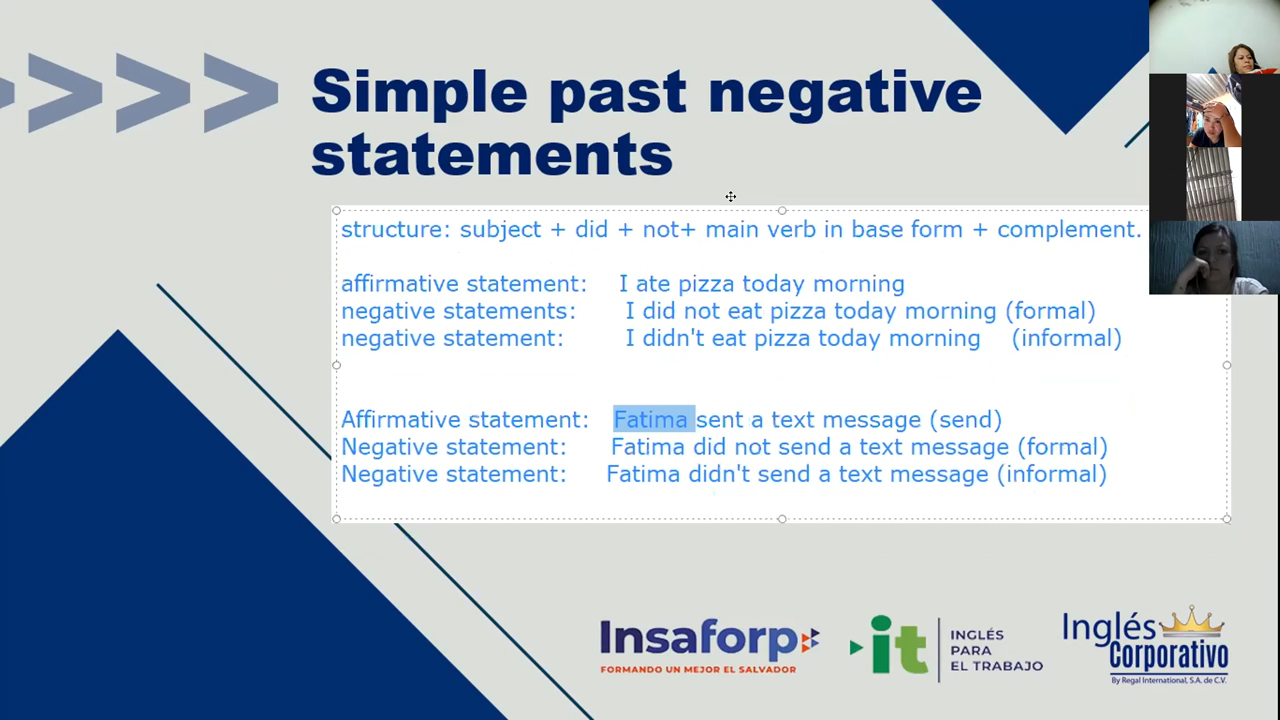 Simple past negative
statements
structure: subject + did + not+ main verb in base form + complement.
affirmative statement: I ate pizza today morning
negative statements: I did not eat pizza today morning (formal)
negative statement: I didn't eat pizza today morning (informal)
Affirmative statement: Fatima sent a text message (send)
Negative statement: Fatima did not send a text message (formal)
Negative statement: Fatima didn't send a text message (informal)
Insaforp
FORMANDO UN MEJOR EL SALVADOR
it
INGLÉS
PARA
EL TRABAJO
Inglés
Corporativo
By Regal International, S.A. de C.V.